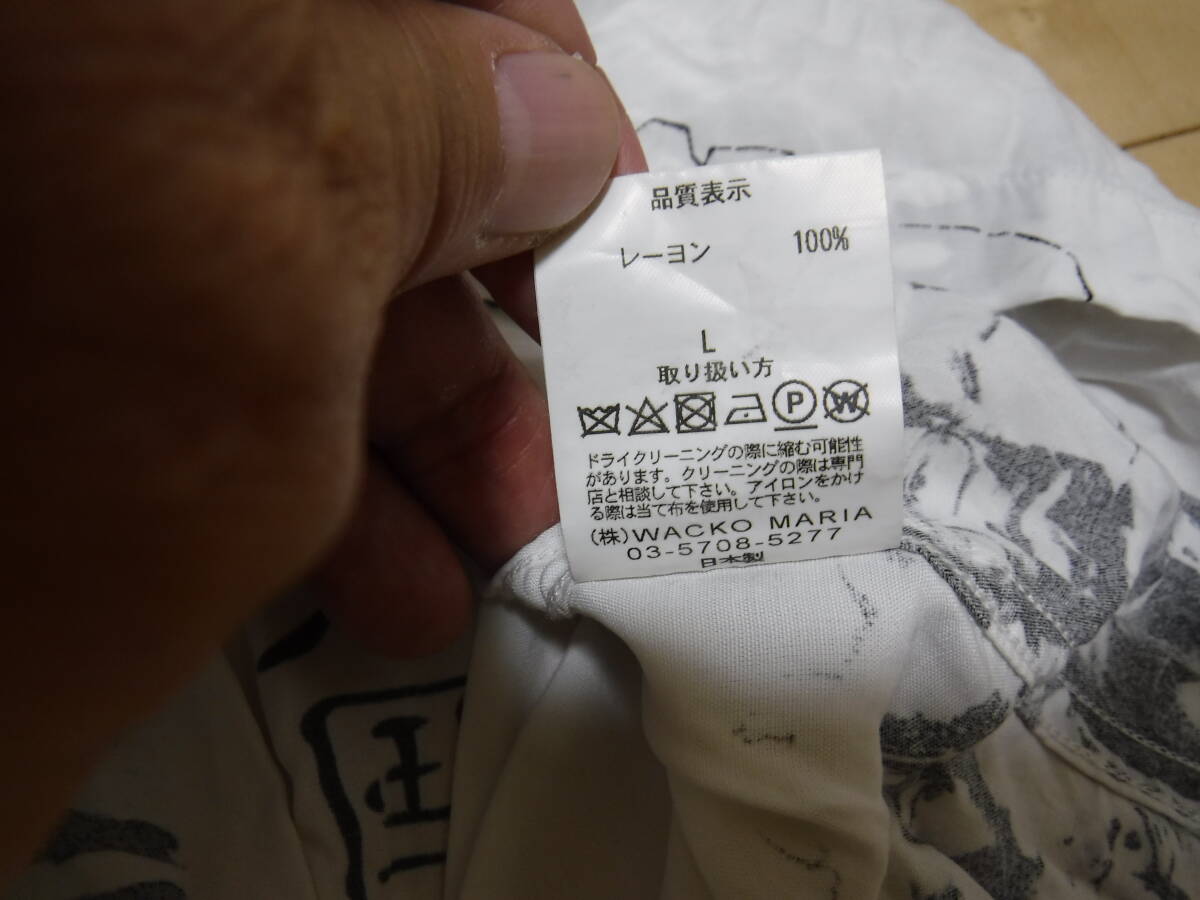 品質表示
レーヨン 100%
L
取り扱い方
P W
ドライクリーニングの際に縮む可能性
があります。クリーニングの際は専門
店と相談して下さい。アイロンをかけ
る際は当て布を使用して下さい。
(株)WACKO MARIA
03-5708-5277
日本製